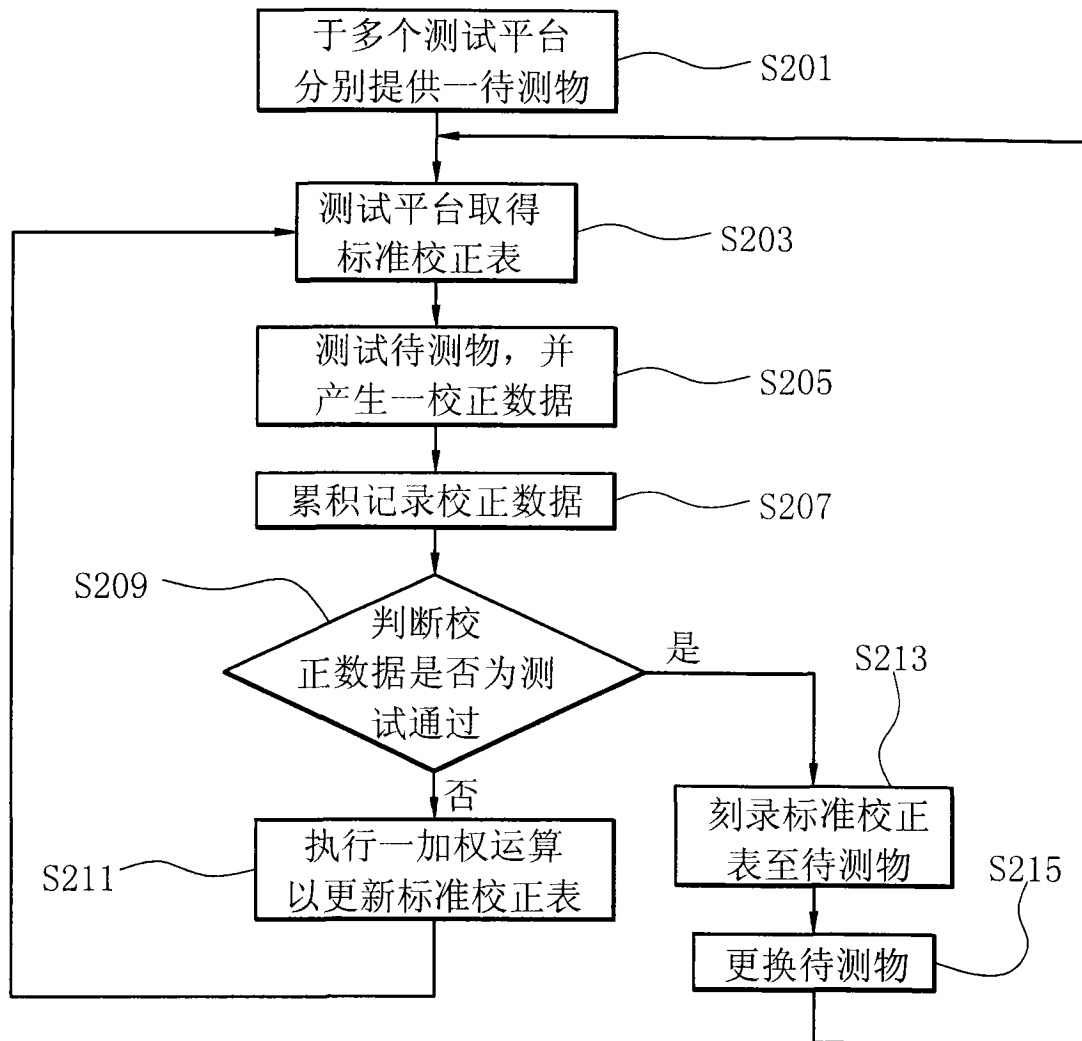 于多个测试平台
分别提供一待测物
S201
测试平台取得
标准校正表
S203
测试待测物，并
产生一校正数据
S205
累积记录校正数据
S207
S209
判断校
正数据是否为测
试通过
是
否
S213
刻录标准校正
表至待测物
执行一加权运算
以更新标准校正表
S211
S215
更换待测物